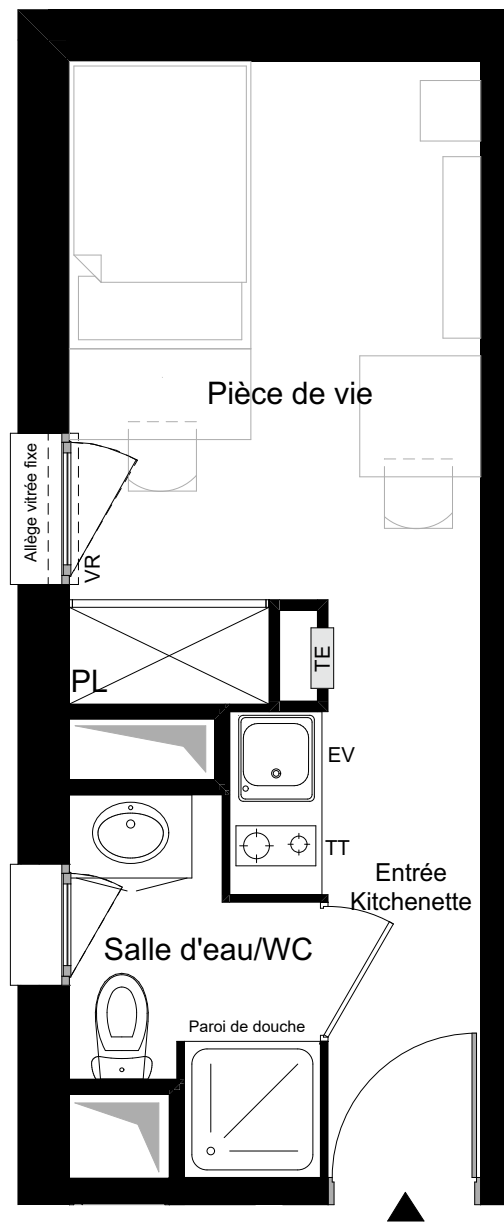 Pièce de vie
Allège vitrée fixe
VR
TE
PL
EV
TT
Entrée
Kitchenette
Salle d'eau/WC
Paroi de douche